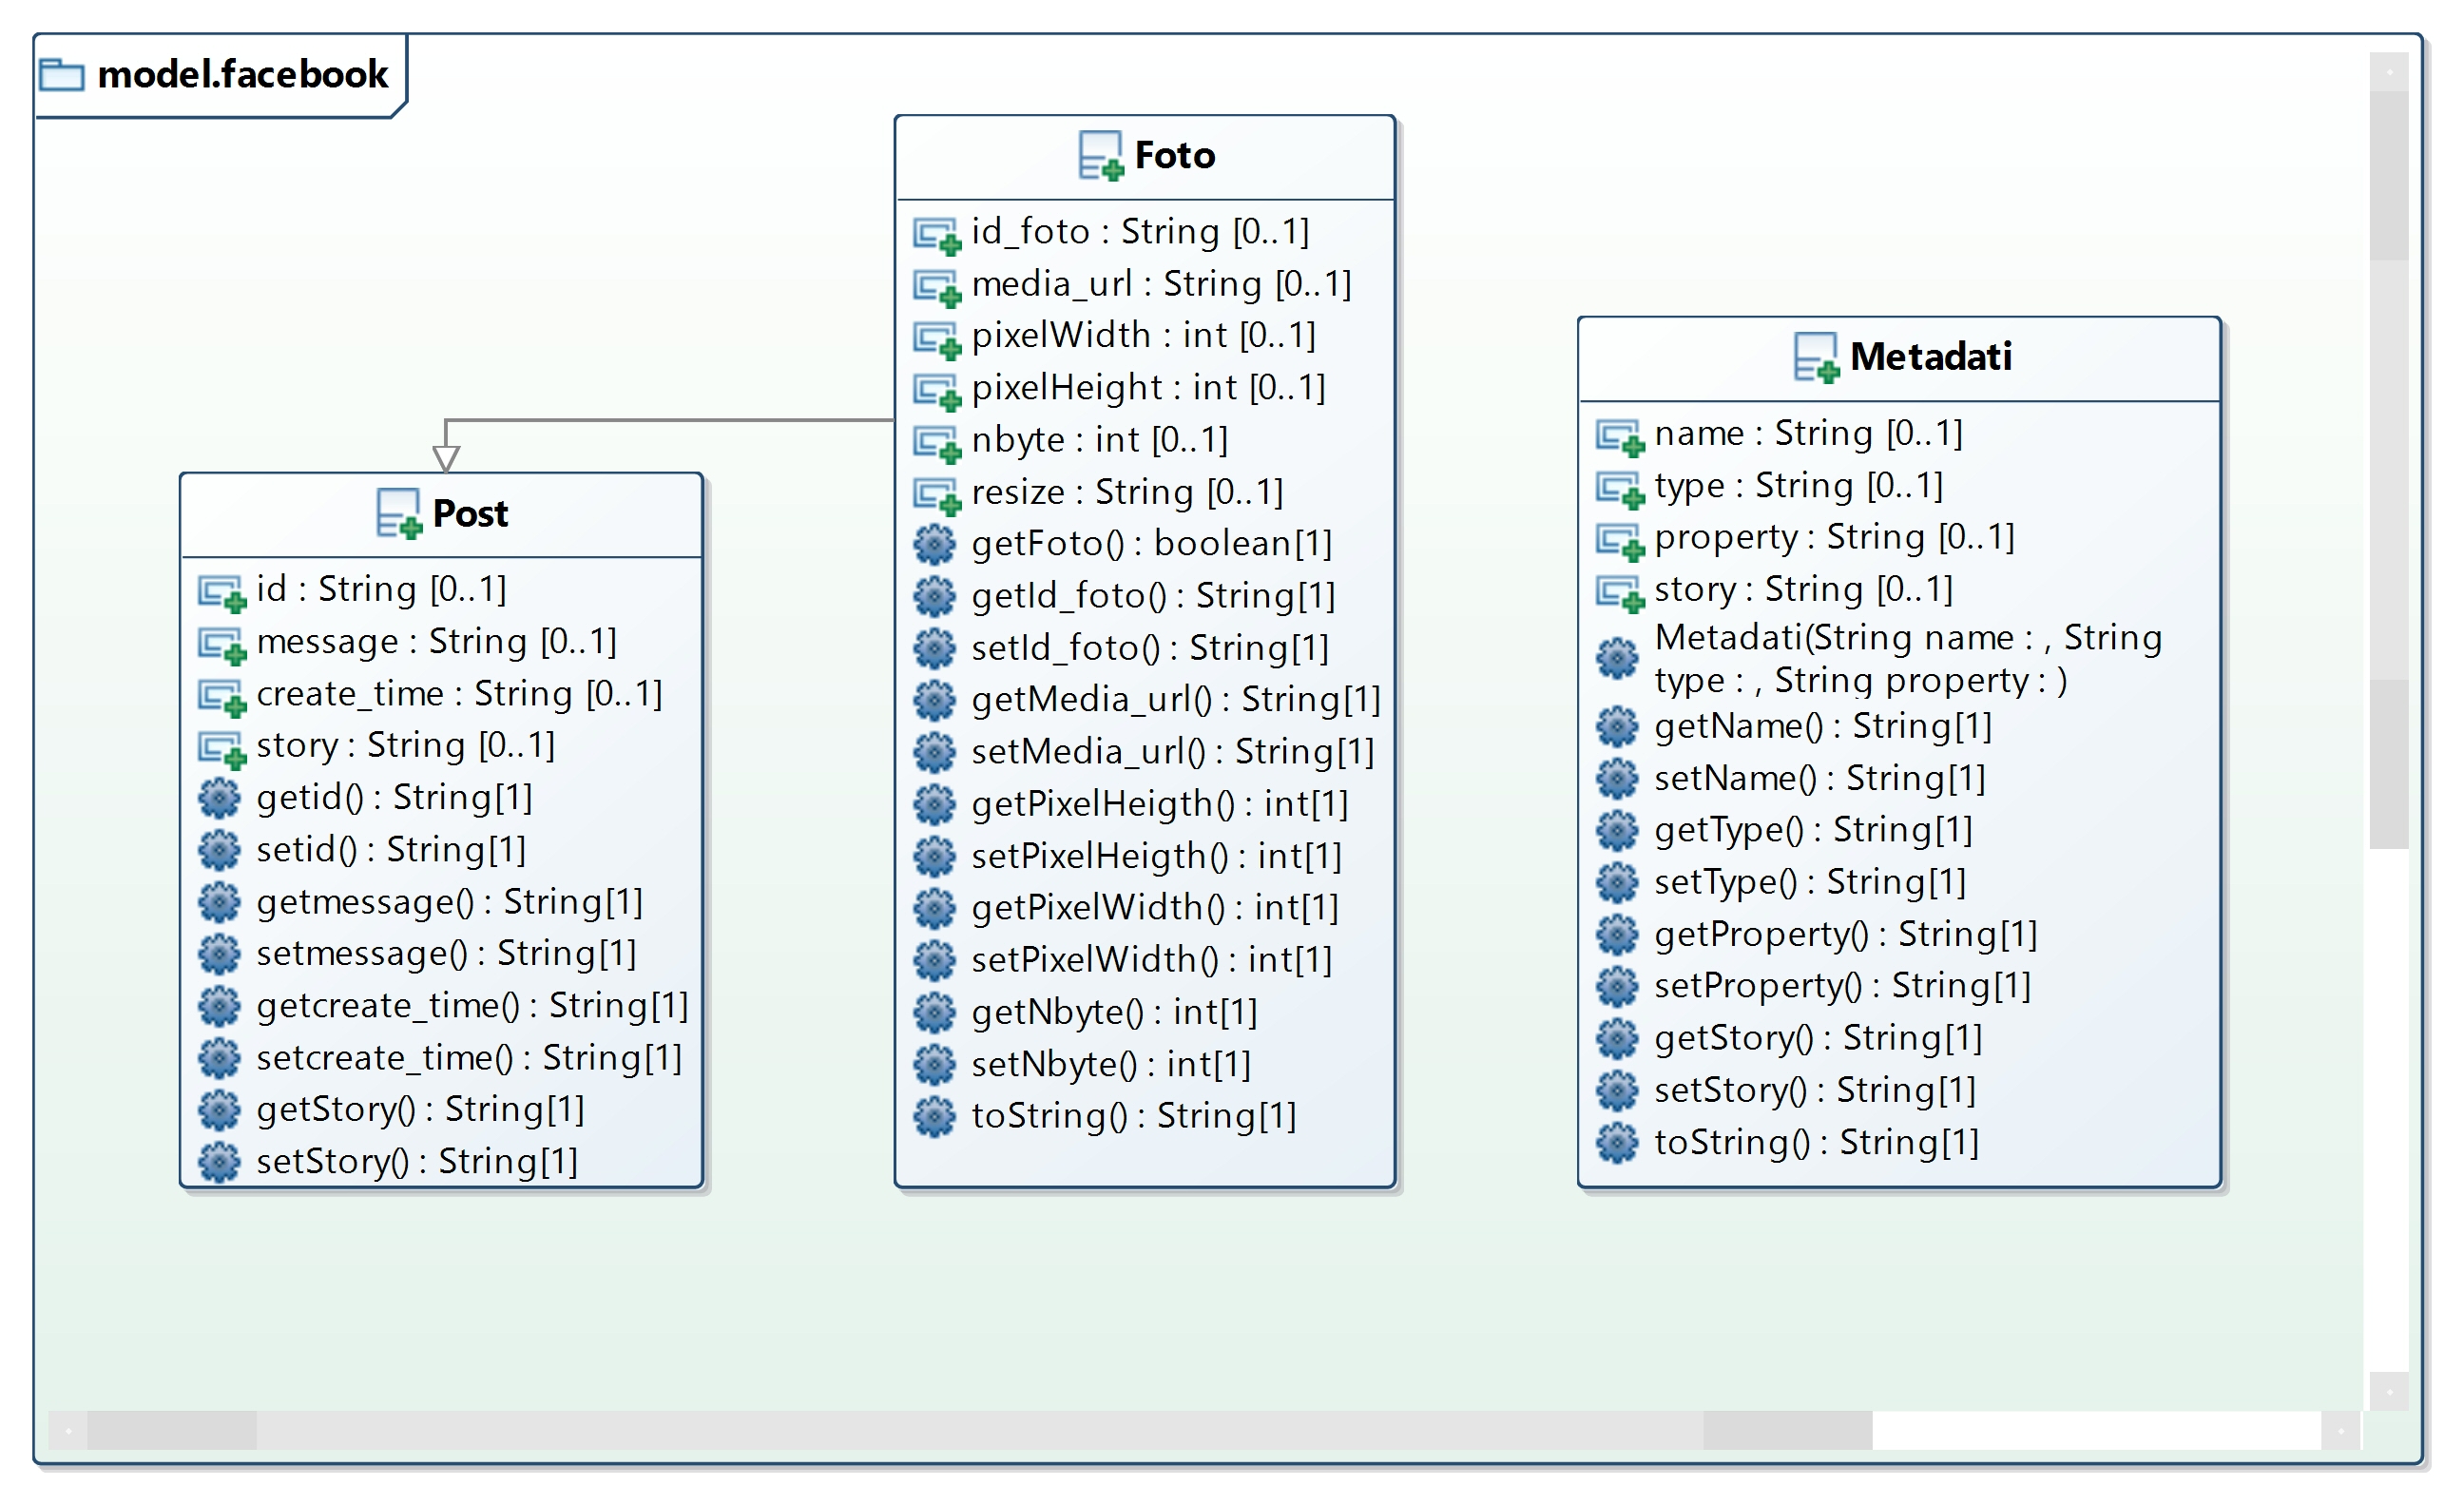 model.facebook
Foto
id_foto : String [0..1]
media_url : String [0..1]
pixelWidth : int [0..1]
pixelHeight : int [0..1]
nbyte : int [0..1]
resize : String [0..1]
getFoto() : boolean[1]
getId_foto() : String[1]
setId_foto() : String[1]
getMedia_url() : String[1]
setMedia_url() : String[1]
getPixelHeigth() : int[1]
setPixelHeigth() : int[1]
getPixelWidth() : int[1]
setPixelWidth() : int[1]
getNbyte() : int[1]
setNbyte() : int[1]
toString() : String[1]
Post
id : String [0..1]
message : String [0..1]
create_time : String [0..1]
story : String [0..1]
getid() : String[1]
setid() : String[1]
getmessage() : String[1]
setmessage() : String[1]
getcreate_time() : String[1]
setcreate_time() : String[1]
getStory() : String[1]
setStory() : String[1]
Metadati
name : String [0..1]
type : String [0..1]
property : String [0..1]
story : String [0..1]
Metadati(String name : , String
type : , String property : )
getName() : String[1]
setName() : String[1]
getType() : String[1]
setType() : String[1]
getProperty() : String[1]
setProperty() : String[1]
getStory() : String[1]
setStory() : String[1]
toString() : String[1]